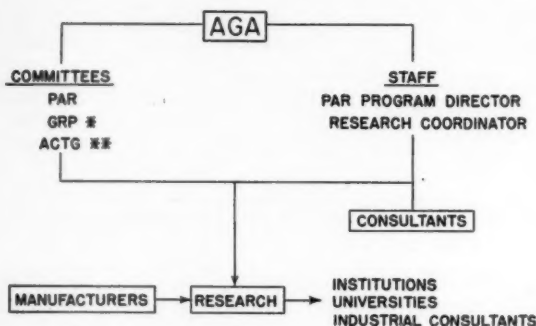 AGA
COMMITTEES
PAR
GRP *
ACTG **
STAFF
PAR PROGRAM DIRECTOR
RESEARCH COORDINATOR
CONSULTANTS
MANUFACTURERS
RESEARCH
INSTITUTIONS
UNIVERSITIES
INDUSTRIAL CONSULTANTS